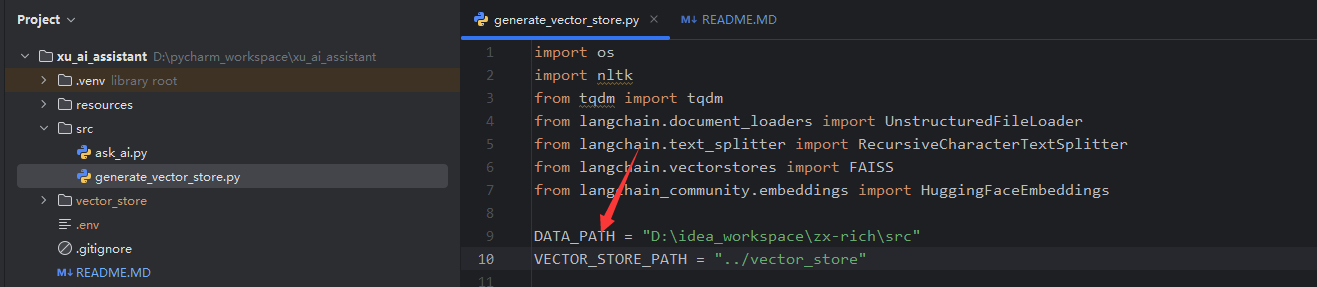 Project
xu_ai_assistant D:\pycharm_workspace\xu_ai_assistant
.venv library root
resources
src
ask_ai.py
generate_vector_store.py
vector_store
.env
.gitignore
README.MD
generate_vector_store.py
README.MD
1 import os
2 import nltk
3 from tqdm import tqdm
4 from langchain.document_loaders import UnstructuredFileLoader
5 from langchain.text_splitter import RecursiveCharacterTextSplitter
6 from langchain.vectorstores import FAISS
7 from langchain_community.embeddings import HuggingFaceEmbeddings
8
9 DATA_PATH = "D:\idea_workspace\zx-rich\src"
10 VECTOR_STORE_PATH = "../vector_store"
11